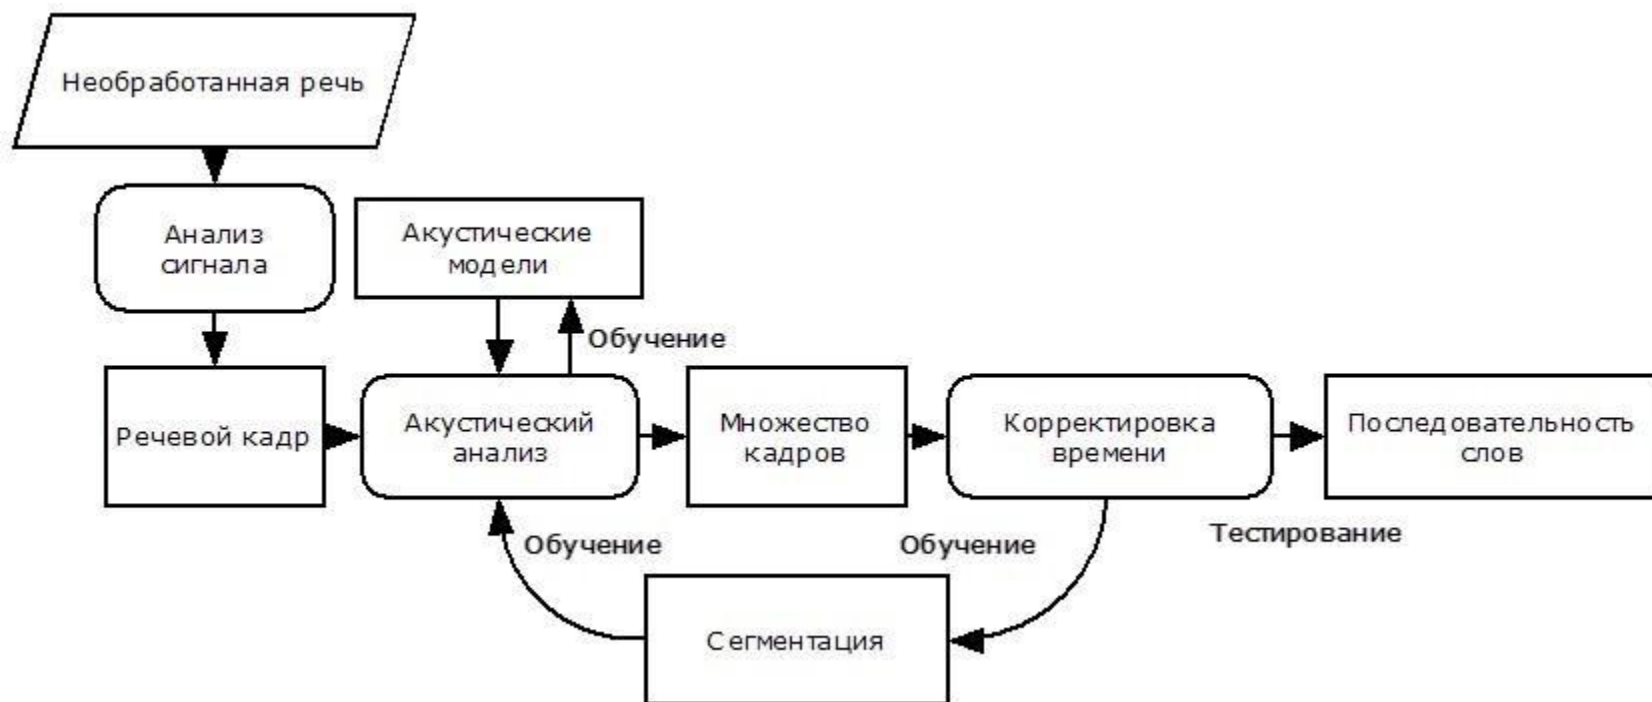 Необработанная речь
Анализ
сигнала
Акустические
модели
Обучение
Речевой кадр
Акустический
анализ
Множество
кадров
Корректировка
времени
Последовательность
слов
Обучение
Обучение
Тестирование
Сегментация